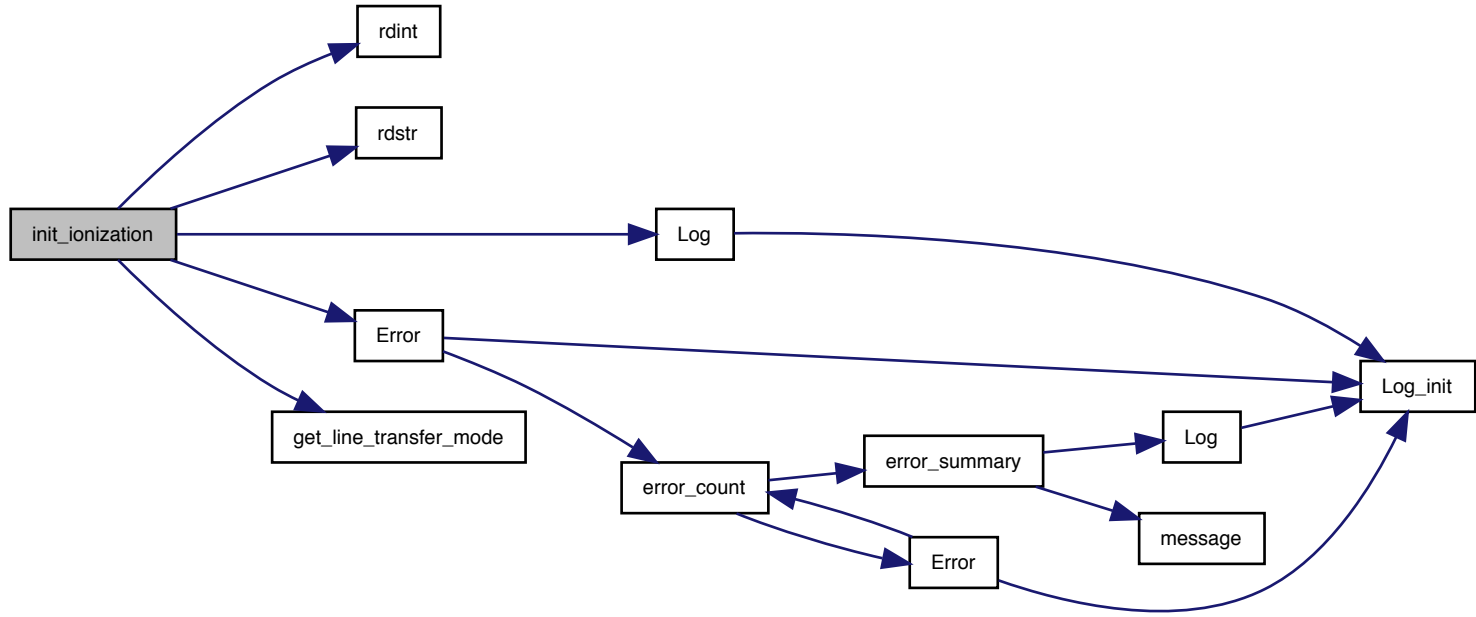 rdint
rdstr
init_ionization
Log
Error
Log_init
get_line_transfer_mode
Log
error_summary
error_count
message
Error